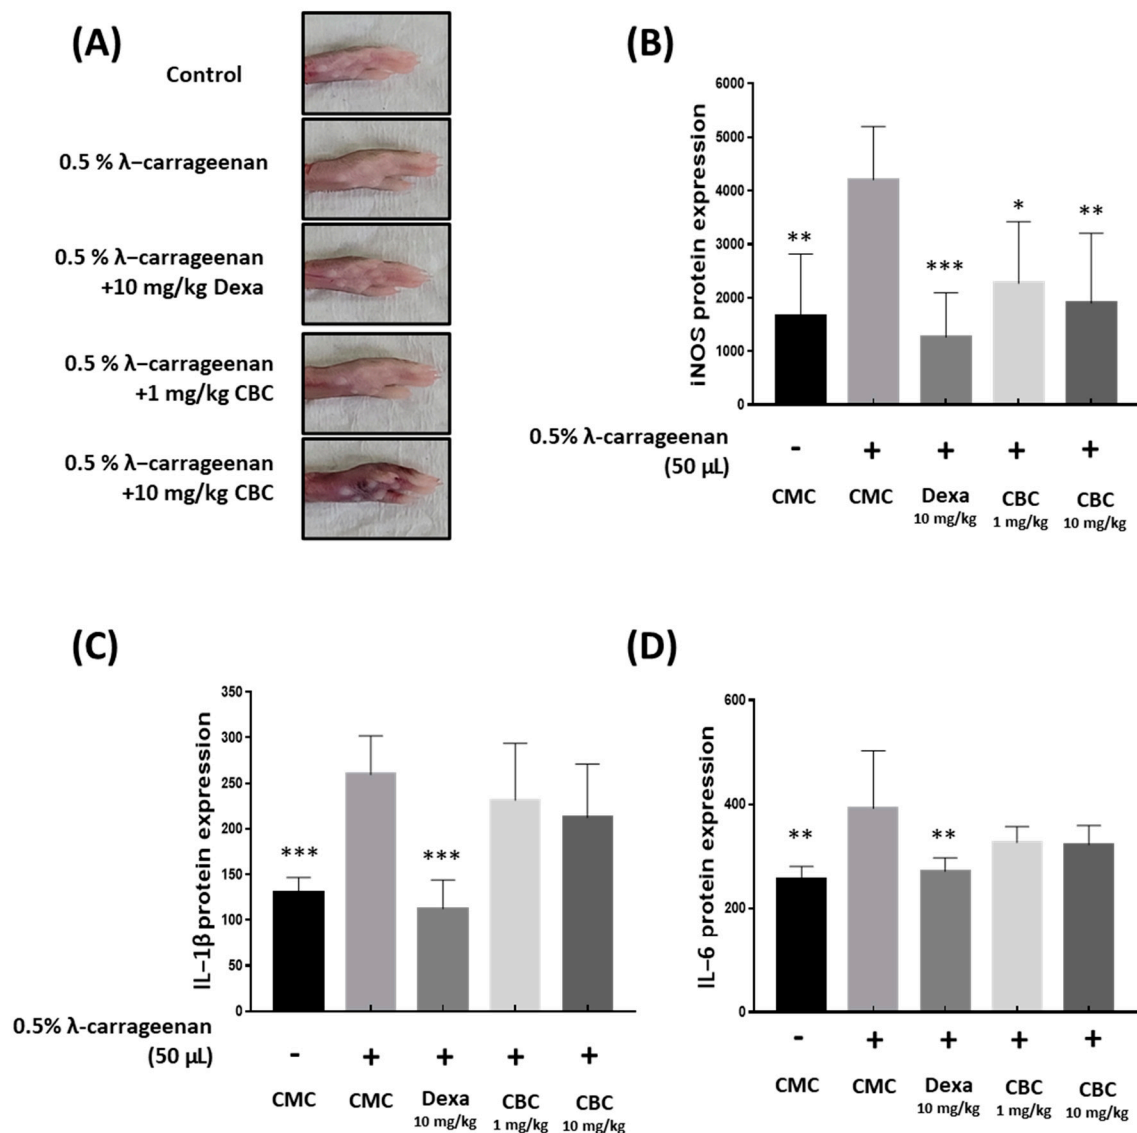 (A)
Control
0.5 % λ–carrageenan
0.5 % λ–carrageenan
+10 mg/kg Dexa
0.5 % λ–carrageenan
+1 mg/kg CBC
0.5 % λ–carrageenan
+10 mg/kg CBC
(B)
iNOS protein expression
6000
5000
4000
3000
2000
1000
0
** *** * **
0.5% λ-carrageenan
(50 µL)
- + + + +
CMC CMC Dexa CBC CBC
10 mg/kg 1 mg/kg 10 mg/kg
(C)
IL–1β protein expression
350
300
250
200
150
100
50
0
*** ***
0.5% λ-carrageenan
(50 µL)
- + + + +
CMC CMC Dexa CBC CBC
10 mg/kg 1 mg/kg 10 mg/kg
(D)
IL–6 protein expression
600
400
200
0
** **
- + + + +
CMC CMC Dexa CBC CBC
10 mg/kg 1 mg/kg 10 mg/kg